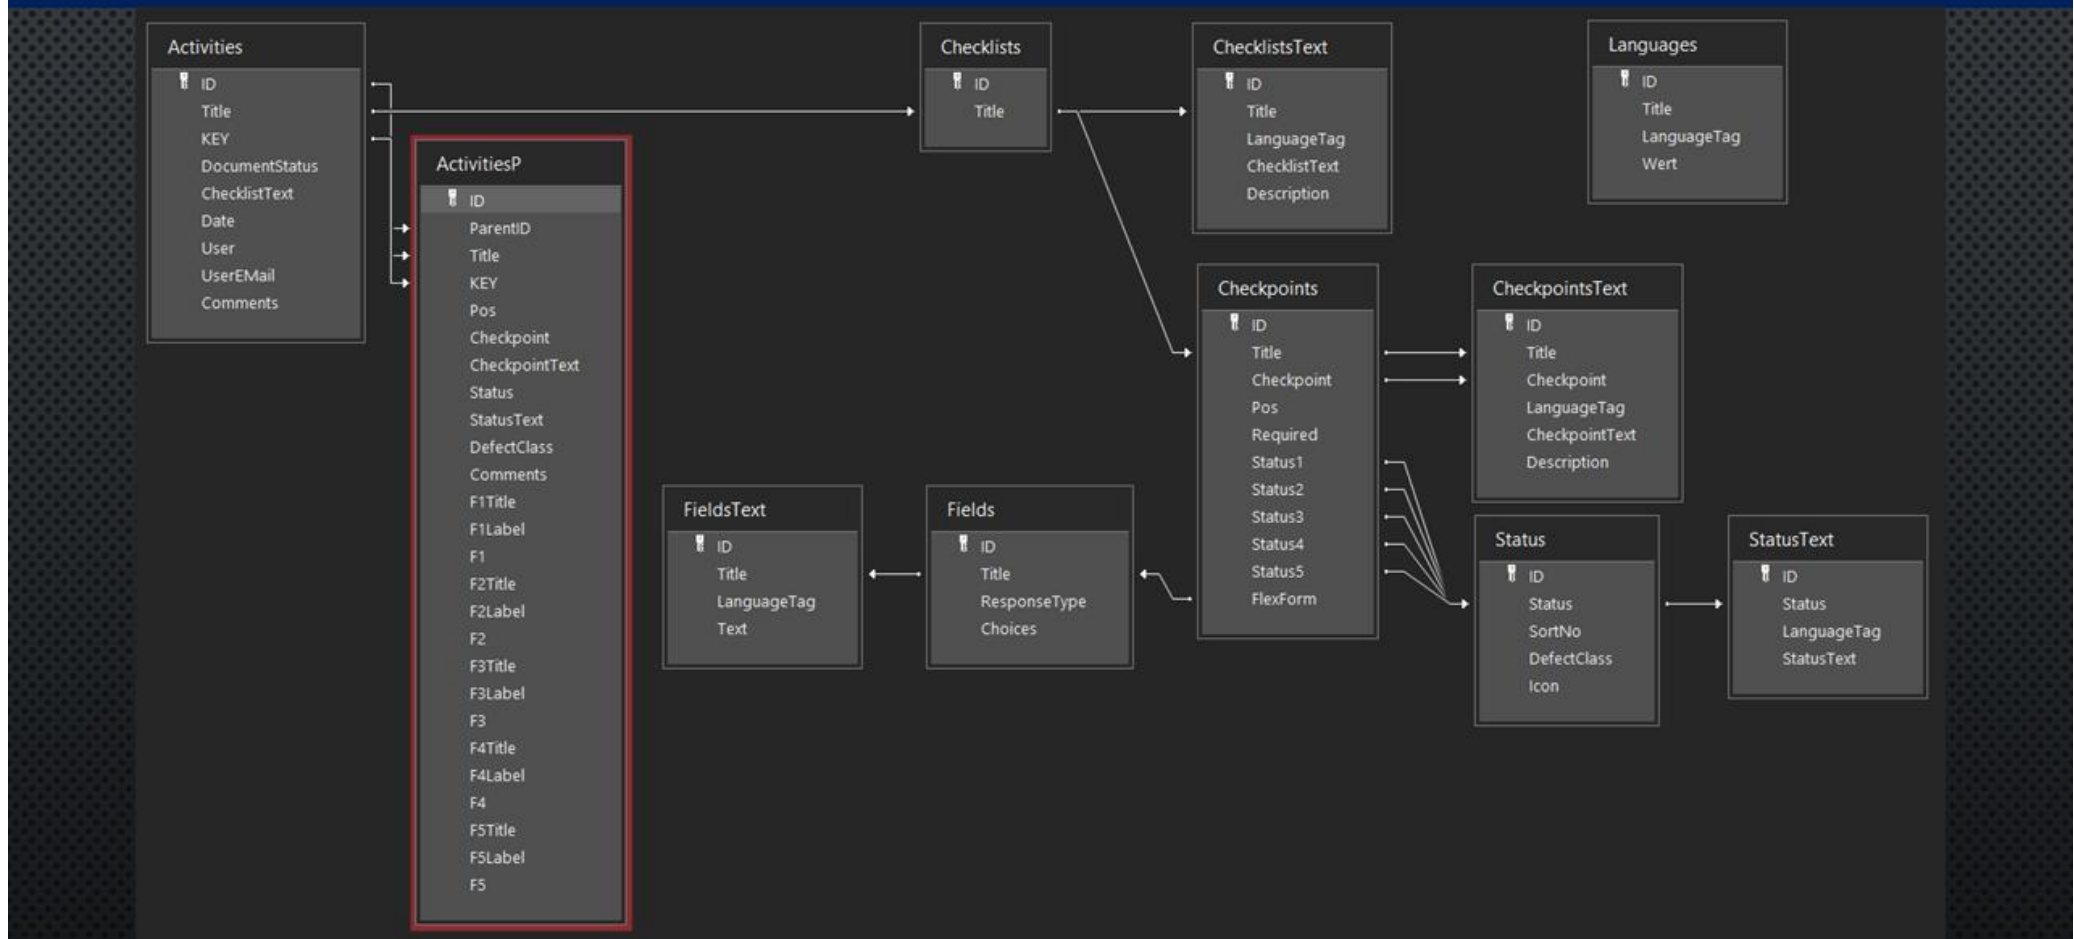 Activities
ID
Title
KEY
DocumentStatus
ChecklistText
Date
User
UserEMail
Comments
ActivitiesP
ID
ParentID
Title
KEY
Pos
Checkpoint
CheckpointText
Status
StatusText
DefectClass
Comments
F1Title
F1Label
F1
F2Title
F2Label
F2
F3Title
F3Label
F3
F4Title
F4Label
F4
F5Title
F5Label
F5
Checklists
ID
Title
ChecklistsText
ID
Title
LanguageTag
ChecklistText
Description
Languages
ID
Title
LanguageTag
Wert
Checkpoints
ID
Title
Checkpoint
Pos
Required
Status1
Status2
Status3
Status4
Status5
FlexForm
CheckpointsText
ID
Title
Checkpoint
LanguageTag
CheckpointText
Description
FieldsText
ID
Title
LanguageTag
Text
Fields
ID
Title
ResponseType
Choices
Status
ID
Status
SortNo
DefectClass
Icon
StatusText
ID
Status
LanguageTag
StatusText